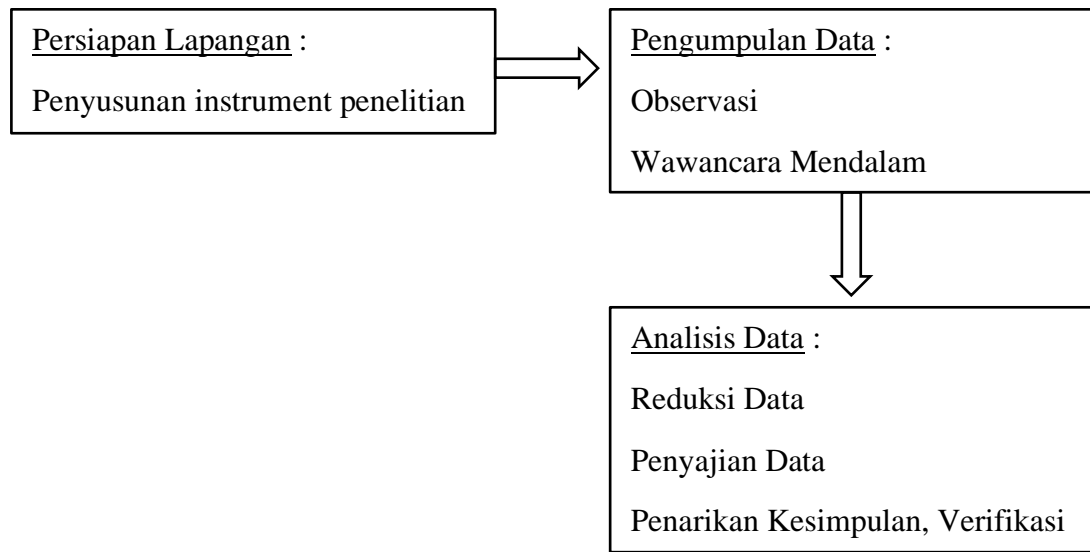 Persiapan Lapangan :
Penyusunan instrument penelitian
Pengumpulan Data :
Observasi
Wawancara Mendalam
Analisis Data :
Reduksi Data
Penyajian Data
Penarikan Kesimpulan, Verifikasi